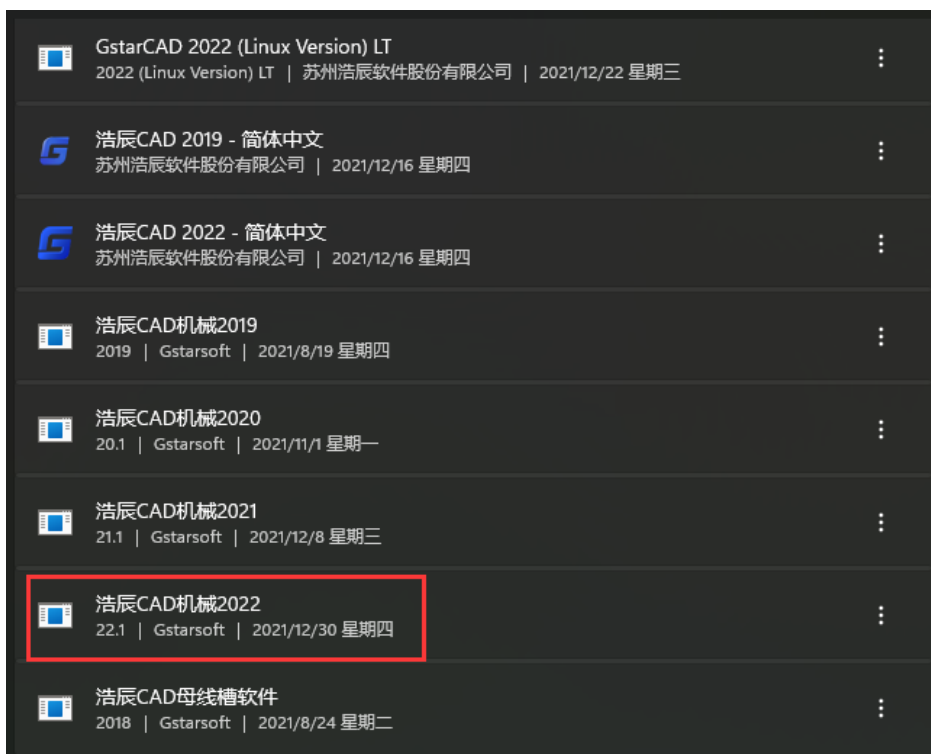 GstarCAD 2022 (Linux Version) LT
2022 (Linux Version) LT | 苏州浩辰软件股份有限公司 | 2021/12/22 星期三
浩辰CAD 2019 - 简体中文
苏州浩辰软件股份有限公司 | 2021/12/16 星期四
浩辰CAD 2022 - 简体中文
苏州浩辰软件股份有限公司 | 2021/12/16 星期四
浩辰CAD机械2019
2019 | Gstarsoft | 2021/8/19 星期四
浩辰CAD机械2020
20.1 | Gstarsoft | 2021/11/1 星期一
浩辰CAD机械2021
21.1 | Gstarsoft | 2021/12/8 星期三
浩辰CAD机械2022
22.1 | Gstarsoft | 2021/12/30 星期四
浩辰CAD母线槽软件
2018 | Gstarsoft | 2021/8/24 星期二